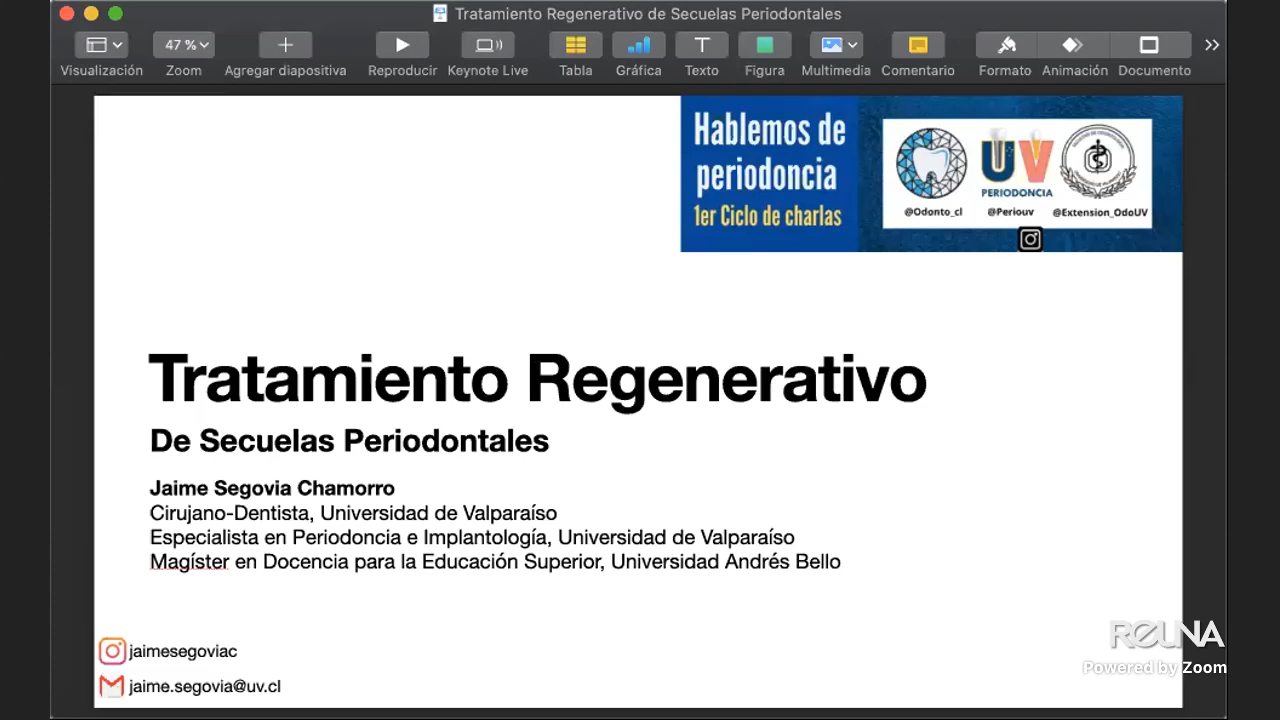 Tratamiento Regenerativo de Secuelas Periodontales
47 %
Visualización Zoom Agregar diapositiva Reproducir Keynote Live Tabla Gráfica Texto Figura Multimedia Comentario Formato Animación Documento
Hablemos de
periodoncia
1er Ciclo de charlas
UV
PERIODONCIA
@Odonto_cl @Periouv @Extension_OdoUV
Tratamiento Regenerativo
De Secuelas Periodontales
Jaime Segovia Chamorro
Cirujano-Dentista, Universidad de Valparaíso
Especialista en Periodoncia e Implantología, Universidad de Valparaíso
Magíster en Docencia para la Educación Superior, Universidad Andrés Bello
jaimesegoviac
jaime.segovia@uv.cl
REUNA
Powered by Zoom